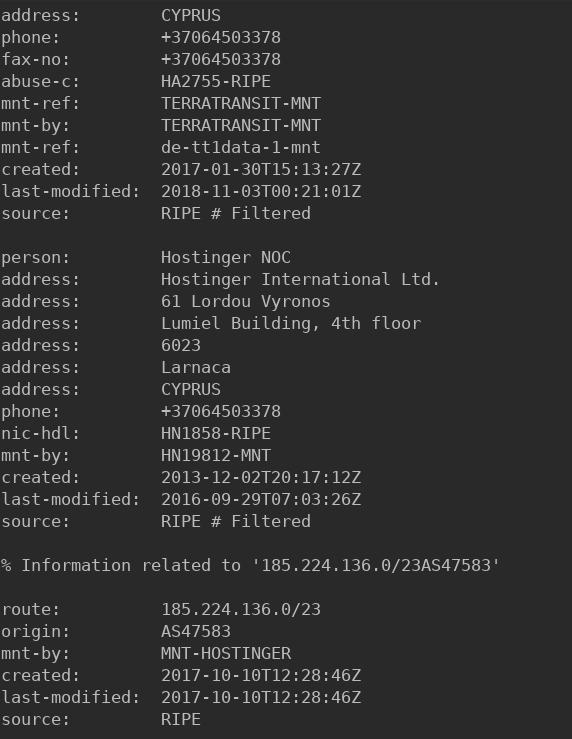 address:        CYPRUS
phone:          +37064503378
fax-no:         +37064503378
abuse-c:        HA2755-RIPE
mnt-ref:        TERRATRANSIT-MNT
mnt-by:         TERRATRANSIT-MNT
mnt-ref:        de-tt1data-1-mnt
created:        2017-01-30T15:13:27Z
last-modified:  2018-11-03T00:21:01Z
source:         RIPE # Filtered

person:         Hostinger NOC
address:        Hostinger International Ltd.
address:        61 Lordou Vyronos
address:        Lumiel Building, 4th floor
address:        6023
address:        Larnaca
address:        CYPRUS
phone:          +37064503378
nic-hdl:        HN1858-RIPE
mnt-by:         HN19812-MNT
created:        2013-12-02T20:17:12Z
last-modified:  2016-09-29T07:03:26Z
source:         RIPE # Filtered

% Information related to '185.224.136.0/23AS47583'

route:          185.224.136.0/23
origin:         AS47583
mnt-by:         MNT-HOSTINGER
created:        2017-10-10T12:28:46Z
last-modified:  2017-10-10T12:28:46Z
source:         RIPE